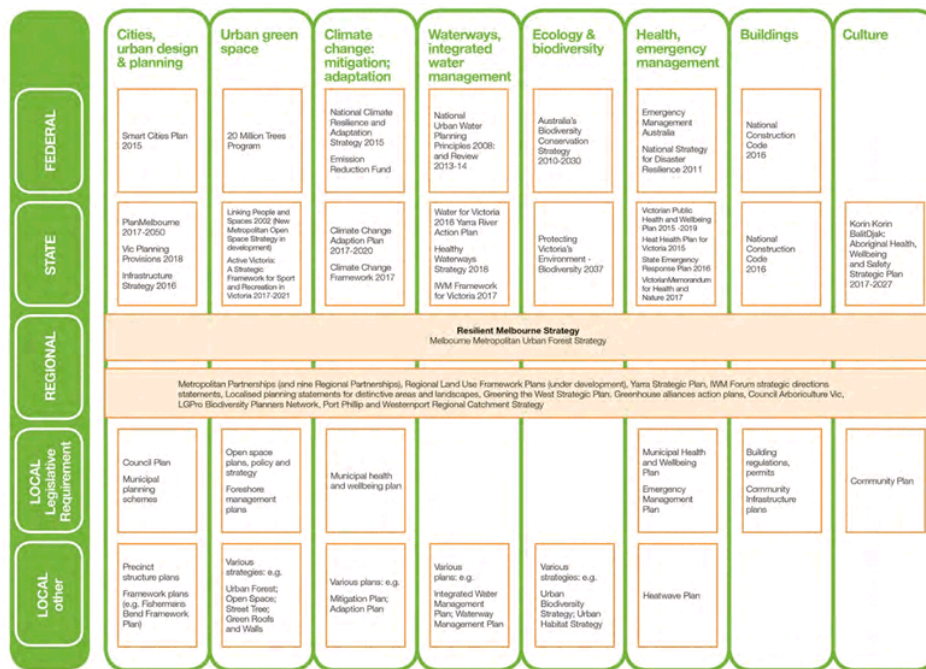 Cities,
urban design
& planning
Urban green
space
Climate
change:
mitigation;
adaptation
Waterways,
integrated
water
management
Ecology &
biodiversity
Health,
emergency
management
Buildings
Culture
FEDERAL
Smart Cities Plan
2015
20 Million Trees
Program
National Climate
Resilience and
Adaptation
Strategy 2015
Emission
Reduction Fund
National
Urban Water
Planning
Principles 2008:
and Review
2013-14
Australia's
Biodiversity
Conservation
Strategy
2010-2030
Emergency
Management
Australia
National Strategy
for Disaster
Resilience 2011
National
Construction
Code
2016
STATE
PlanMelbourne
2017-2050
Vic Planning
Provisions 2018
Infrastructure
Strategy 2016
Linking People and
Spaces 2002 (New
Metropolitan Open
Space Strategy in
development)
Active Victoria:
A Strategic
Framework for Sport
and Recreation in
Victoria 2017-2021
Climate Change
Adaption Plan
2017-2020
Climate Change
Framework 2017
Water for Victoria
2016 Yarra River
Action Plan
Healthy
Waterways
Strategy 2018
IWM Framework
for Victoria 2017
Protecting
Victoria's
Environment -
Biodiversity 2037
Victorian Public
Health and Wellbeing
Plan 2015 -2019
Heat Health Plan for
Victoria 2015
State Emergency
Response Plan 2016
VictorianMemorandum
for Health and
Nature 2017
National
Construction
Code
2016
Korin Korin
BalitDjak;
Aboriginal Health,
Wellbeing
and Safety
Strategic Plan
2017-2027
REGIONAL
Resilient Melbourne Strategy
Melbourne Metropolitan Urban Forest Strategy
Metropolitan Partnerships (and nine Regional Partnerships), Regional Land Use Framework Plans (under development), Yarra Strategic Plan, IWM Forum strategic directions
statements, Localised planning statements for distinctive areas and landscapes, Greening the West Strategic Plan, Greenhouse alliances action plans, Council Arboriculture Vic,
LGPro Biodiversity Planners Network, Port Phillip and Westernport Regional Catchment Strategy
LOCAL
Legislative
Requirement
Council Plan
Municipal
planning
schemes
Open space
plans, policy and
strategy
Foreshore
management
plans
Municipal health
and wellbeing plan
Municipal Health
and Wellbeing
Plan
Emergency
Management
Plan
Building
regulations,
permits
Community
Infrastructure
plans
Community Plan
LOCAL
other
Precinct
structure plans
Framework plans
(e.g. Fishermans
Bend Framework
Plan)
Various
strategies: e.g.
Urban Forest;
Open Space;
Street Tree;
Green Roofs
and Walls
Various plans: e.g.
Mitigation Plan;
Adaption Plan
Various
plans: e.g.
Integrated Water
Management
Plan; Waterway
Management Plan
Various
strategies: e.g.
Urban
Biodiversity
Strategy; Urban
Habitat Strategy
Heatwave Plan